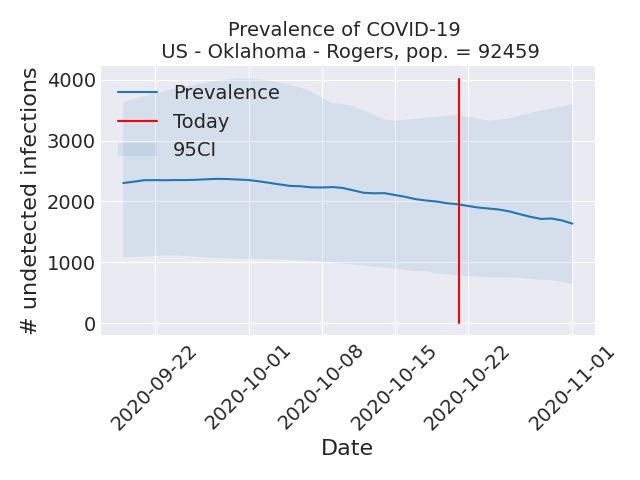 Prevalence of COVID-19
US - Oklahoma - Rogers, pop. = 92459
# undetected infections
4000
3000
2000
1000
0
Prevalence
Today
95CI
2020-09-22
2020-10-01
2020-10-08
2020-10-15
2020-10-22
2020-11-01
Date